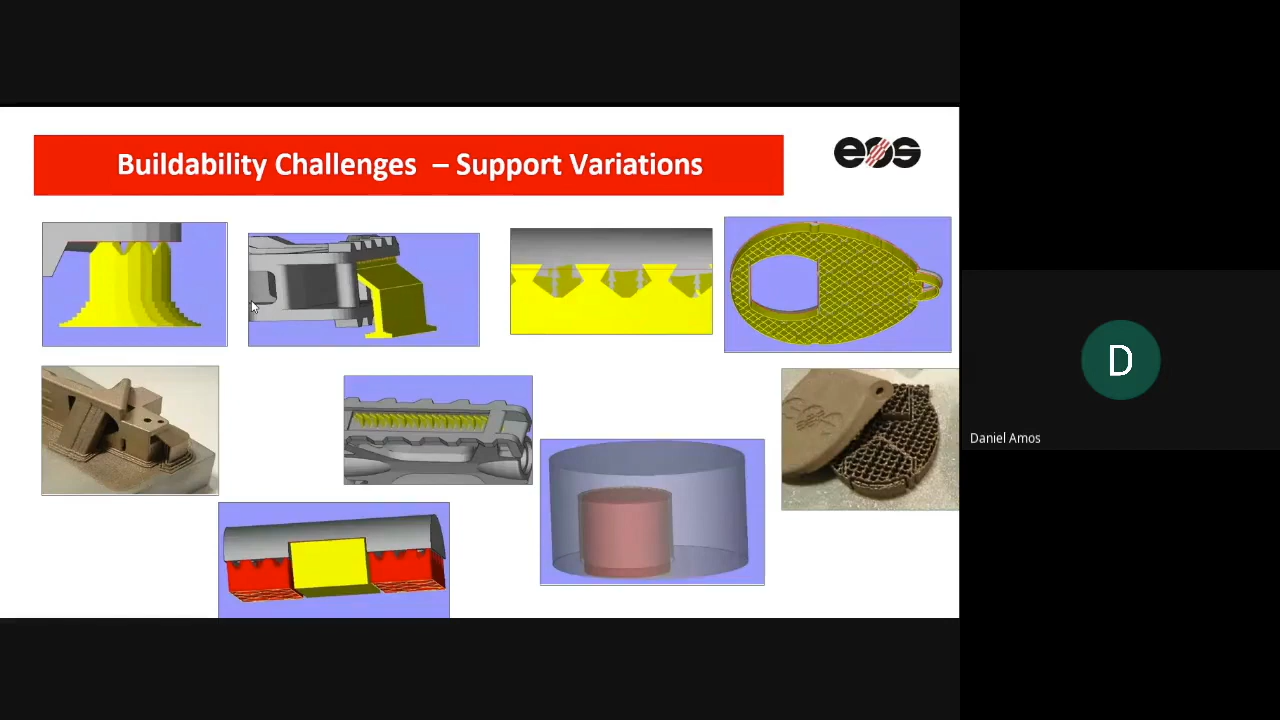 Buildability Challenges – Support Variations
eos
D
Daniel Amos